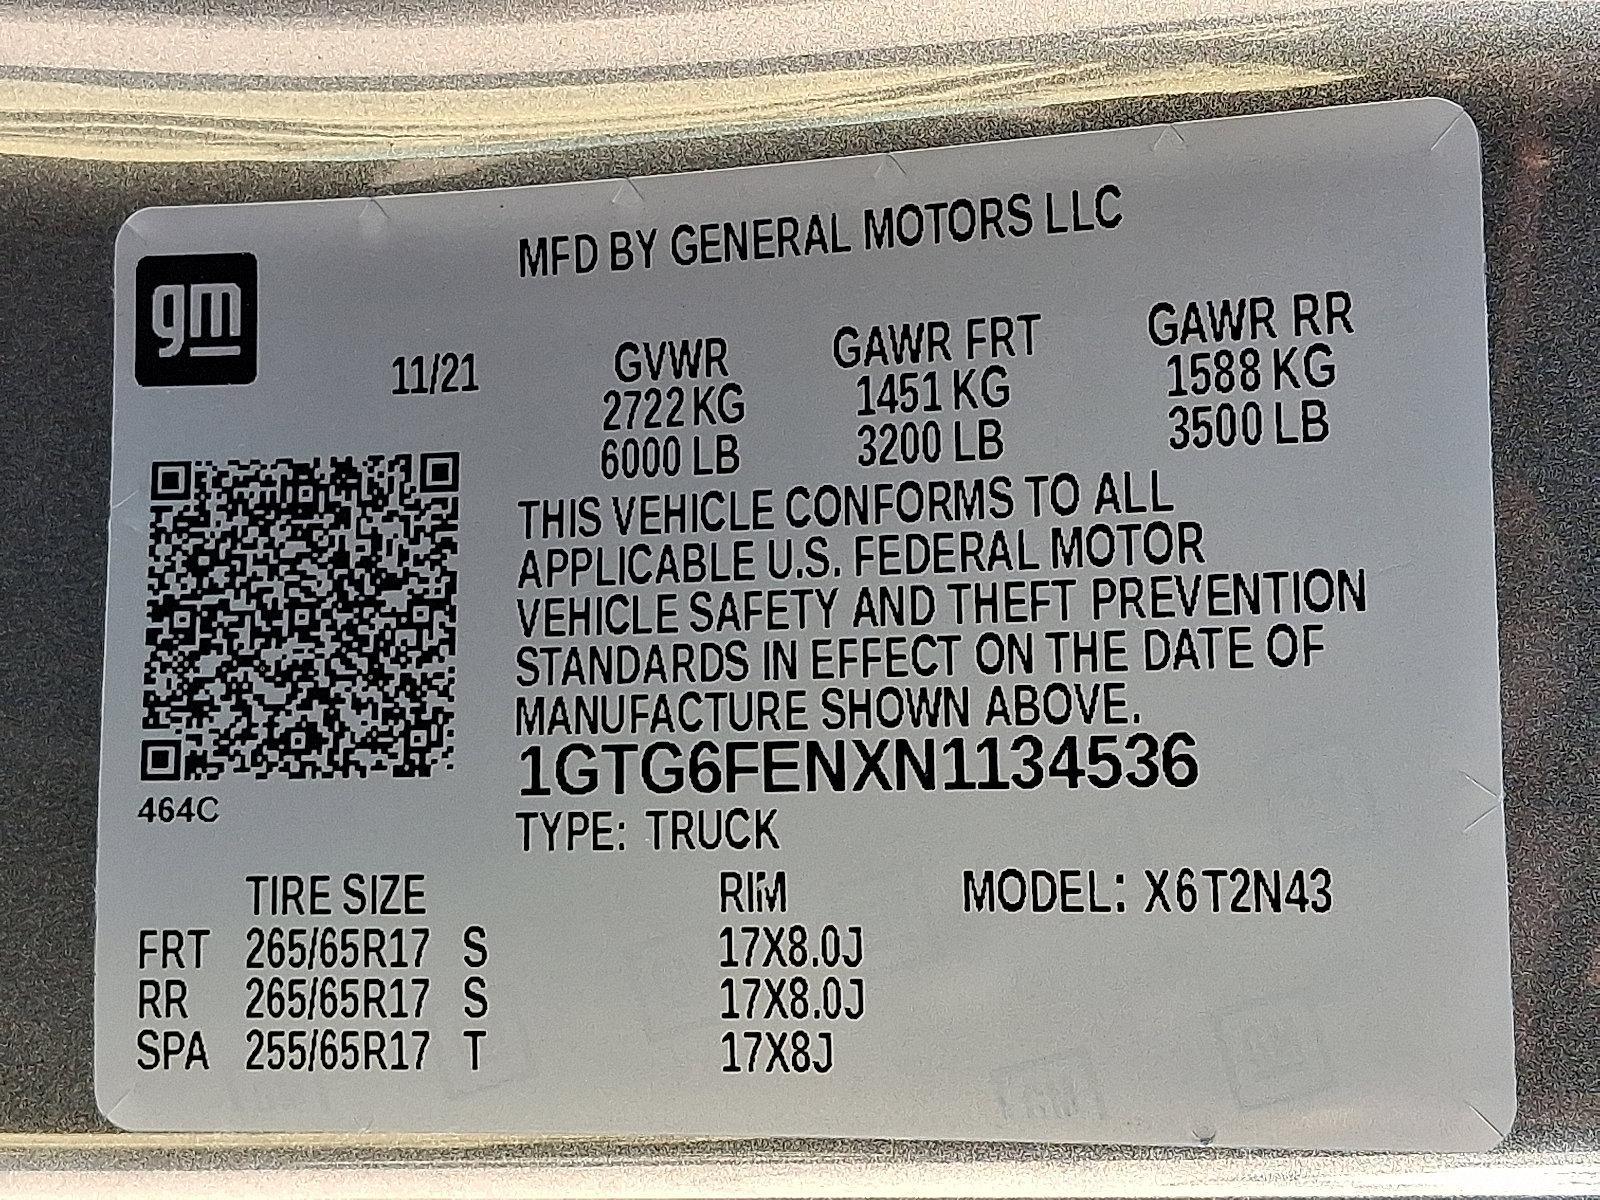 MFD BY GENERAL MOTORS LLC
gm
11/21
GVWR GAWR FRT GAWR RR
2722 KG 1451 KG 1588 KG
6000 LB 3200 LB 3500 LB
THIS VEHICLE CONFORMS TO ALL
APPLICABLE U.S. FEDERAL MOTOR
VEHICLE SAFETY AND THEFT PREVENTION
STANDARDS IN EFFECT ON THE DATE OF
MANUFACTURE SHOWN ABOVE.
1GTG6FENXN1134536
464C
TYPE: TRUCK
TIRE SIZE RIM MODEL: X6T2N43
FRT 265/65R17 S 17X8.0J
RR 265/65R17 S 17X8.0J
SPA 255/65R17 T 17X8J